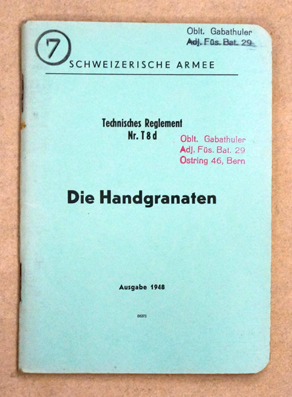 7
Oblt. Gabathuler
Adj. Füs. Bat. 29
SCHWEIZERISCHE ARMEE
Technisches Reglement
Nr. T 8 d
Oblt. Gabathuler
Adj. Füs. Bat. 29
Ostring 46, Bern
Die Handgranaten
Ausgabe 1948